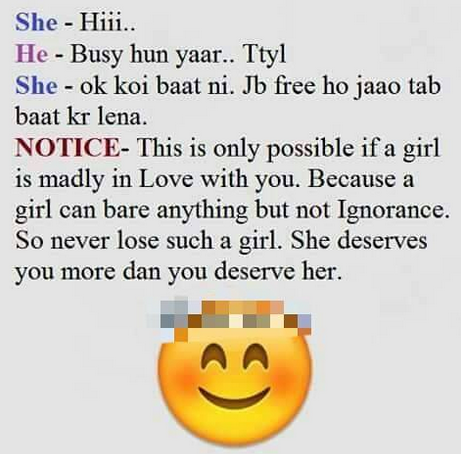 She - Hiii..
He - Busy hun yaar.. Ttyl
She - ok koi baat ni. Jb free ho jaao tab
baat kr lena.
NOTICE- This is only possible if a girl
is madly in Love with you. Because a
girl can bare anything but not Ignorance.
So never lose such a girl. She deserves
you more dan you deserve her.